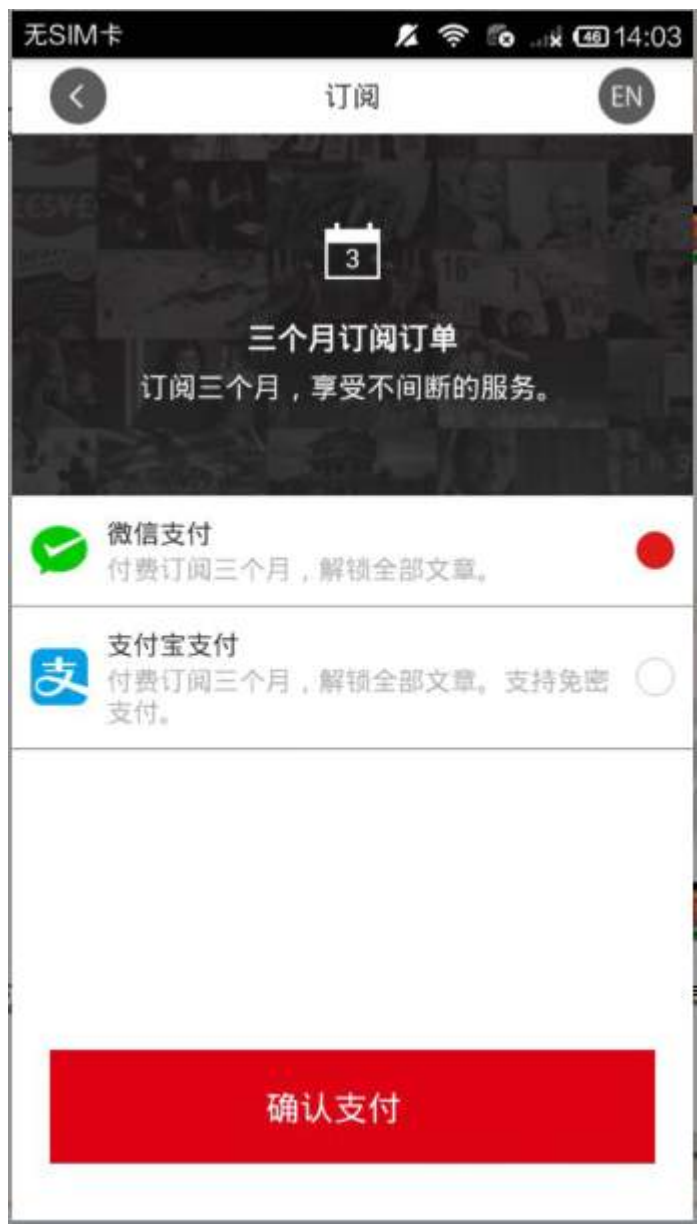 无SIM卡 46 14:03
订阅 EN
3
三个月订阅订单
订阅三个月，享受不间断的服务。
微信支付
付费订阅三个月，解锁全部文章。
支
支付宝支付
付费订阅三个月，解锁全部文章。支持免密
支付。
确认支付